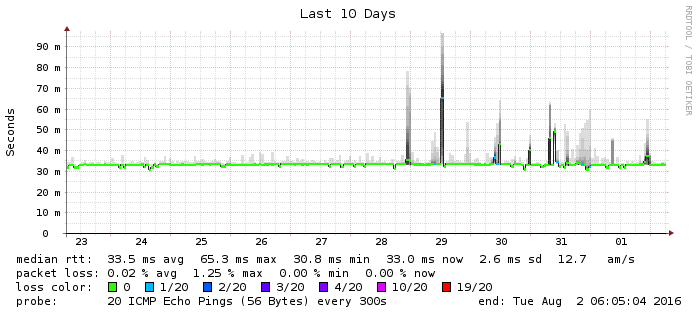 Last 10 Days
RRDTOOL / TOBI OETIKER
Seconds
90 m
80 m
70 m
60 m
50 m
40 m
30 m
20 m
10 m
0
23 24 25 26 27 28 29 30 31 01
median rtt: 33.5 ms avg 65.3 ms max 30.8 ms min 33.0 ms now 2.6 ms sd 12.7 am/s
packet loss: 0.02 % avg 1.25 % max 0.00 % min 0.00 % now
loss color: 0 1/20 2/20 3/20 4/20 10/20 19/20
probe: 20 ICMP Echo Pings (56 Bytes) every 300s end: Tue Aug 2 06:05:04 2016